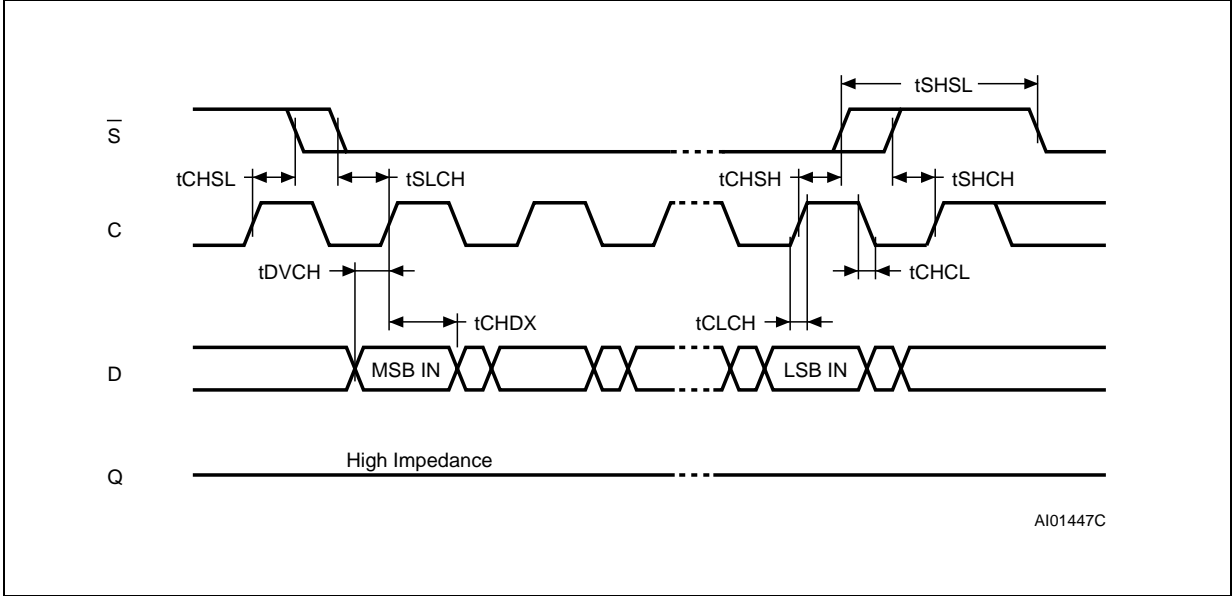 tSHSL
S̅
tCHSL tSLCH tCHSH tSHCH
C
tDVCH tCHCL
tCHDX tCLCH
D MSB IN LSB IN
High Impedance
Q
AI01447C